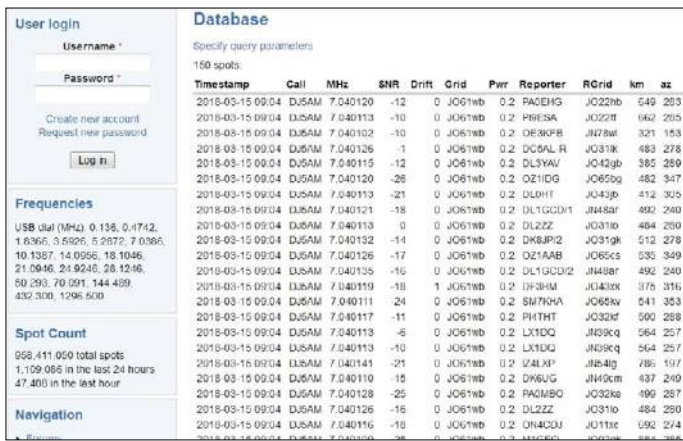 User login
Username *
Password *
Create new account
Request new password
Log in
Frequencies
USB dial (MHz): 0.136, 0.4742,
1.8366, 3.5926, 5.2872, 7.0386,
10.1387, 14.0956, 18.1046,
21.0946, 24.9246, 28.1246,
50.293, 70.091, 144.489,
432.300, 1296.500
Spot Count
958,411,050 total spots
1,109,086 in the last 24 hours
47,408 in the last hour
Navigation
Database
Specify query parameters
150 spots:
Timestamp Call MHz SNR Drift Grid Pwr Reporter RGrid km az
2018-03-15 09:04 DJ5AM 7.040120 -12 0 JO61wb 0.2 PA0EHG JO22hb 649 283
2018-03-15 09:04 DJ5AM 7.040113 -10 0 JO61wb 0.2 PI9ESA JO22ff 662 285
2018-03-15 09:04 DJ5AM 7.040102 -10 0 JO61wb 0.2 OE3KFB JN78wl 321 153
2018-03-15 09:04 DJ5AM 7.040126 -1 0 JO61wb 0.2 DC5AL-R JO31lk 483 278
2018-03-15 09:04 DJ5AM 7.040115 -12 0 JO61wb 0.2 DL3YAV JO42gb 385 289
2018-03-15 09:04 DJ5AM 7.040120 -26 0 JO61wb 0.2 OZ1IDG JO65bg 482 347
2018-03-15 09:04 DJ5AM 7.040113 -21 0 JO61wb 0.2 DL0HT JO43jb 412 305
2018-03-15 09:04 DJ5AM 7.040121 -18 0 JO61wb 0.2 DL1GCD/1 JN48ar 492 240
2018-03-15 09:04 DJ5AM 7.040113 0 0 JO61wb 0.2 DL2ZZ JO31lo 484 280
2018-03-15 09:04 DJ5AM 7.040132 -14 0 JO61wb 0.2 DK8JP/2 JO31gk 512 278
2018-03-15 09:04 DJ5AM 7.040126 -17 0 JO61wb 0.2 OZ1AAB JO65cs 535 349
2018-03-15 09:04 DJ5AM 7.040135 -16 0 JO61wb 0.2 DL1GCD/2 JN48ar 492 240
2018-03-15 09:04 DJ5AM 7.040119 -18 1 JO61wb 0.2 DF3HM JO43xx 375 316
2018-03-15 09:04 DJ5AM 7.040111 -24 0 JO61wb 0.2 SM7KHA JO65kv 541 353
2018-03-15 09:04 DJ5AM 7.040117 -11 0 JO61wb 0.2 PI4THT JO32kf 500 288
2018-03-15 09:04 DJ5AM 7.040113 -6 0 JO61wb 0.2 LX1DQ JN39cq 564 257
2018-03-15 09:04 DJ5AM 7.040113 -10 0 JO61wb 0.2 LX1DQ JN39cq 564 257
2018-03-15 09:04 DJ5AM 7.040141 -21 0 JO61wb 0.2 IZ4LXP JN54lg 786 197
2018-03-15 09:04 DJ5AM 7.040110 -15 0 JO61wb 0.2 DK6UG JN49cm 437 249
2018-03-15 09:04 DJ5AM 7.040128 -25 0 JO61wb 0.2 PA0MBO JO32ke 499 287
2018-03-15 09:04 DJ5AM 7.040126 -16 0 JO61wb 0.2 DL2ZZ JO31lo 484 280
2018-03-15 09:04 DJ5AM 7.040116 -18 0 JO61wb 0.2 ON4CDJ JO11xe 692 274